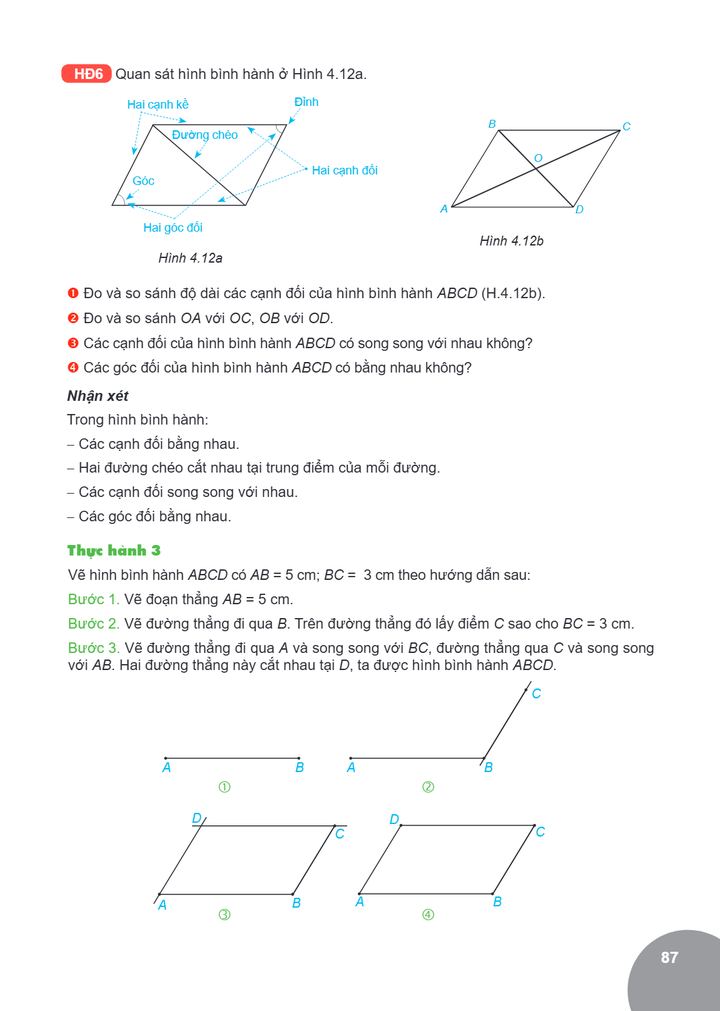 HĐ6 Quan sát hình bình hành ở Hình 4.12a.
Hai cạnh kề
Đỉnh
Đường chéo
Hai cạnh đối
Góc
Hai góc đối
Hình 4.12a
B
C
O
A
D
Hình 4.12b
❶ Đo và so sánh độ dài các cạnh đối của hình bình hành ABCD (H.4.12b).
❷ Đo và so sánh OA với OC, OB với OD.
❸ Các cạnh đối của hình bình hành ABCD có song song với nhau không?
❹ Các góc đối của hình bình hành ABCD có bằng nhau không?
Nhận xét
Trong hình bình hành:
– Các cạnh đối bằng nhau.
– Hai đường chéo cắt nhau tại trung điểm của mỗi đường.
– Các cạnh đối song song với nhau.
– Các góc đối bằng nhau.
Thực hành 3
Vẽ hình bình hành ABCD có AB = 5 cm; BC = 3 cm theo hướng dẫn sau:
Bước 1. Vẽ đoạn thẳng AB = 5 cm.
Bước 2. Vẽ đường thẳng đi qua B. Trên đường thẳng đó lấy điểm C sao cho BC = 3 cm.
Bước 3. Vẽ đường thẳng đi qua A và song song với BC, đường thẳng qua C và song song
với AB. Hai đường thẳng này cắt nhau tại D, ta được hình bình hành ABCD.
A B
①
C
A B
②
D
C
A B
③
D
C
A B
④
87